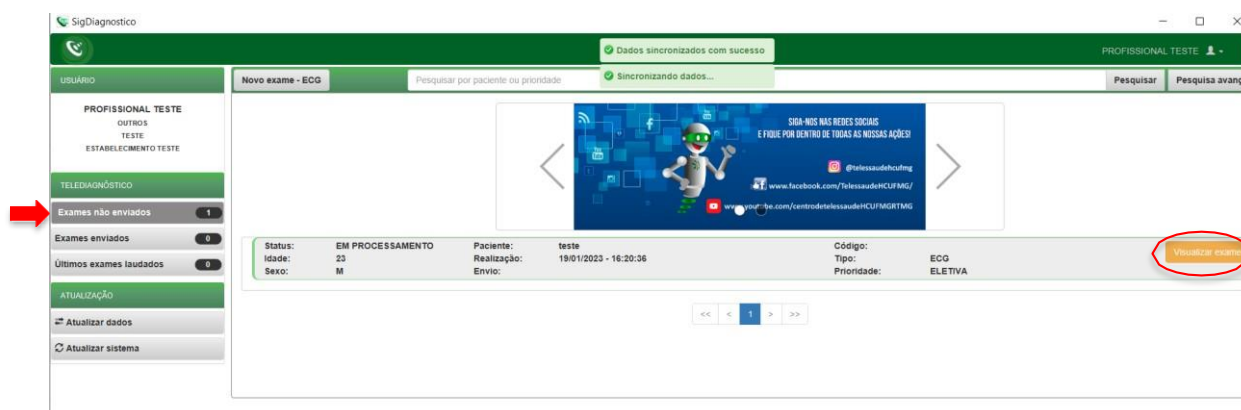 SigDiagnostico
Dados sincronizados com sucesso
PROFISSIONAL TESTE
USUÁRIO
Novo exame - ECG
Pesquisar por paciente ou prioridade
Sincronizando dados...
Pesquisar
Pesquisa avanç
PROFISSIONAL TESTE
OUTROS
TESTE
ESTABELECIMENTO TESTE
SIGA-NOS NAS REDES SOCIAIS
E FIQUE POR DENTRO DE TODAS AS NOSSAS AÇÕES!
@telessaudehcufmg
www.facebook.com/TelessaudeHCUFMG/
www.youtube.com/centrodetelessaudeHCUFMGRTMG
TELEDIAGNÓSTICO
Exames não enviados 1
Exames enviados 0
Últimos exames laudados 0
Status: EM PROCESSAMENTO Paciente: teste Código:
Idade: 23 Realização: 19/01/2023 - 16:20:36 Tipo: ECG
Sexo: M Envio: Prioridade: ELETIVA
Visualizar exame
ATUALIZAÇÃO
Atualizar dados
Atualizar sistema
<< < 1 > >>